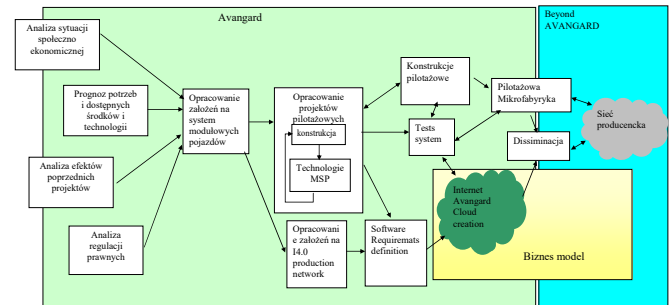 Avangard
Beyond
AVANGARD
Analiza sytuacji
społeczno
ekonomicznej
Prognoz potrzeb
i dostępnych
środków i
technologii
Analiza efektów
poprzednich
projektów
Analiza
regulacji
prawnych
Opracowanie
założeń na
system
modułowych
pojazdów
Opracowanie
projektów
pilotażowych
konstrukcja
Technologie
MSP
Opracowani
e założeń na
I4.0
production
network
Konstrukcje
pilotażowe
Tests
system
Software
Requiremats
definition
Internet
Avangard
Cloud
creation
Pilotażowa
Mikrofabyryka
Dissiminacja
Sieć
producencka
Biznes model